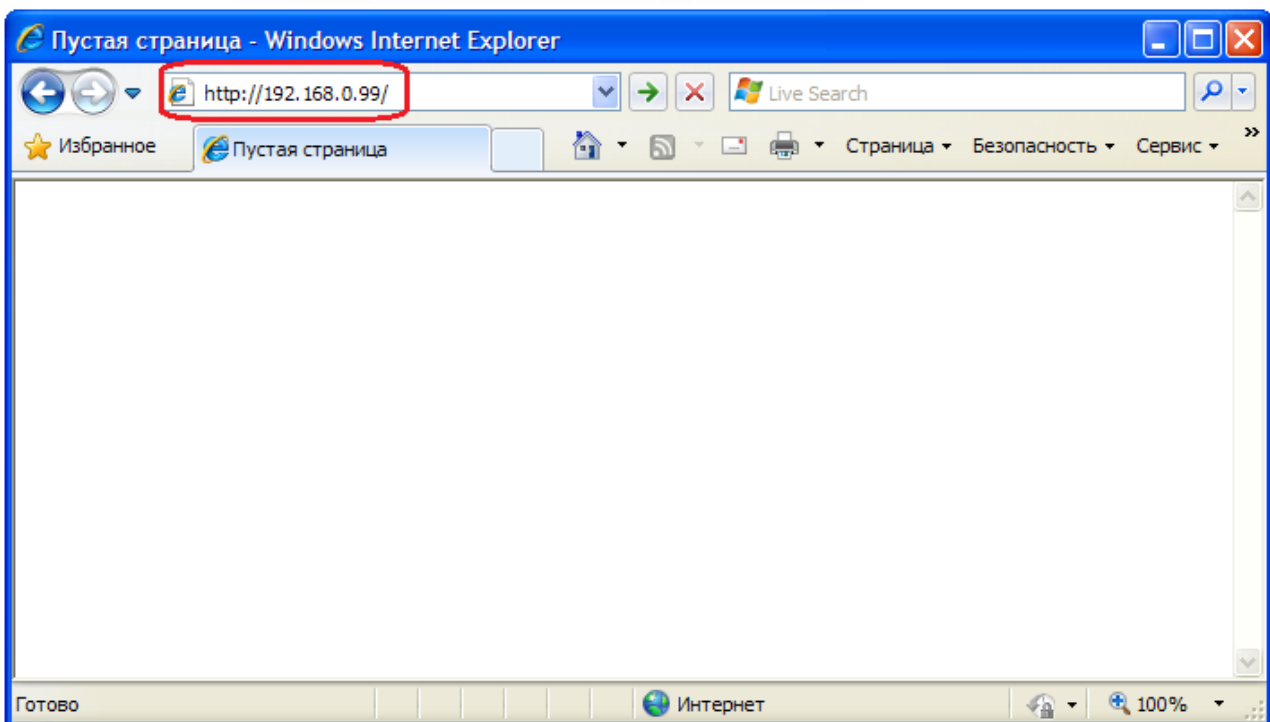 Пустая страница - Windows Internet Explorer
http://192.168.0.99/
Live Search
Избранное
Пустая страница
Страница
Безопасность
Сервис
»
Готово
Интернет
100%